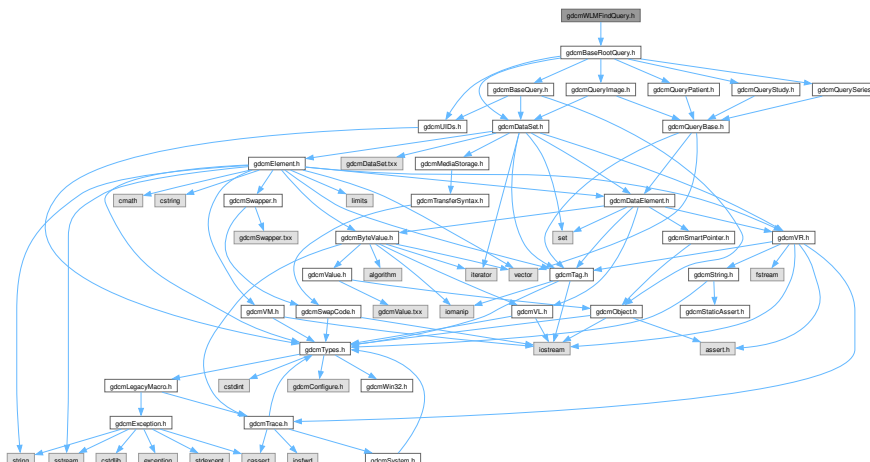 gdcmWLMFindQuery.h
gdcmBaseRootQuery.h
gdcmBaseQuery.h
gdcmQueryImage.h
gdcmQueryPatient.h
gdcmQueryStudy.h
gdcmQuerySeries
gdcmUIDs.h
gdcmDataSet.h
gdcmQueryBase.h
gdcmElement.h
gdcmDataSet.txx
gdcmMediaStorage.h
cmath
cstring
gdcmSwapper.h
limits
gdcmTransferSyntax.h
gdcmDataElement.h
gdcmSwapper.txx
gdcmByteValue.h
set
gdcmSmartPointer.h
gdcmVR.h
gdcmValue.h
algorithm
iterator
vector
gdcmTag.h
gdcmString.h
fstream
gdcmVM.h
gdcmSwapCode.h
gdcmValue.txx
iomanip
gdcmVL.h
gdcmObject.h
gdcmStaticAssert.h
gdcmTypes.h
iostream
assert.h
gdcmLegacyMacro.h
cstdint
gdcmConfigure.h
gdcmWin32.h
gdcmException.h
gdcmTrace.h
string
sstream
cstdlib
exception
stdexcept
cassert
iosfwd
gdcmSystem.h